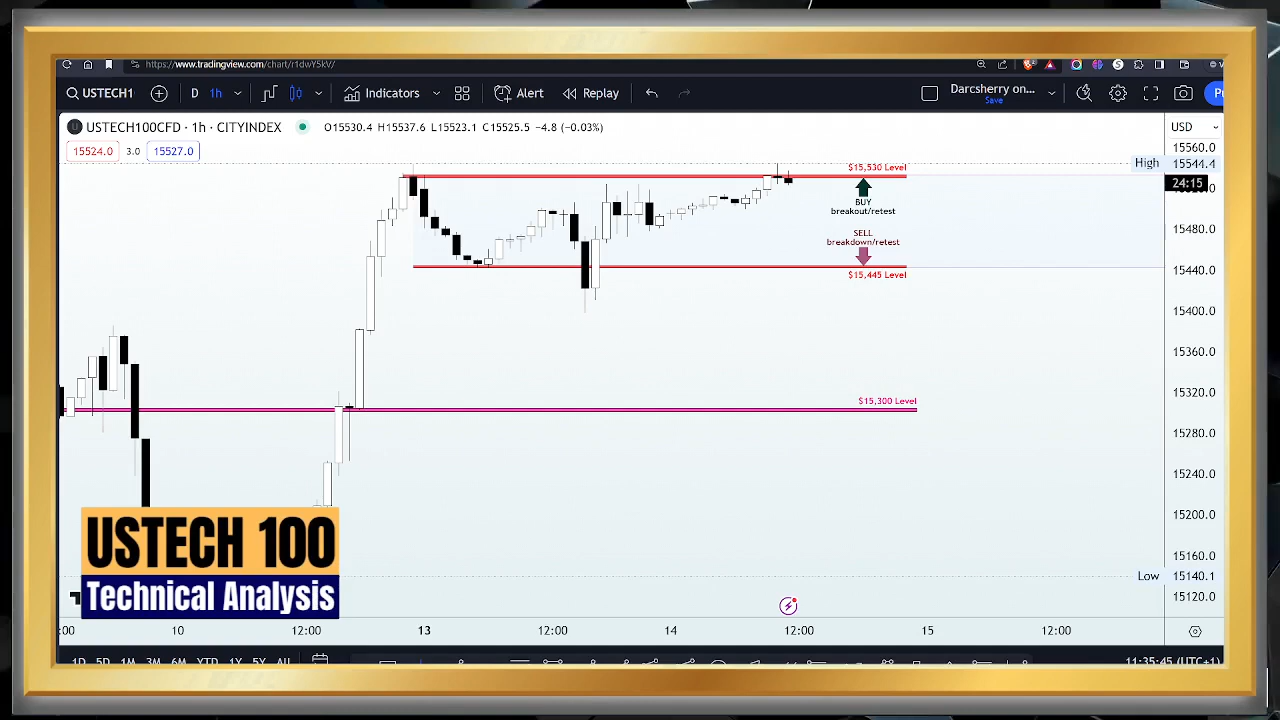 https://www.tradingview.com/chart/r1dwY5kV/
USTECH1
D
1h
Indicators
Alert
Replay
Darcsherry on...
Save
USTECH100CFD · 1h · CITYINDEX
O15530.4 H15537.6 L15523.1 C15525.5 −4.8 (−0.03%)
USD
15524.0
3.0
15527.0
15560.0
High 15544.4
24:15
15480.0
15440.0
15400.0
15360.0
15320.0
15280.0
15240.0
15200.0
15160.0
Low 15140.1
15120.0
$15,530 Level
BUY
breakout/retest
SELL
breakdown/retest
$15,445 Level
$15,300 Level
USTECH 100
Technical Analysis
:00
10
12:00
13
12:00
14
12:00
15
12:00
1D 5D 1M 3M 6M YTD 1Y 5Y All
11:35:45 (UTC+1)